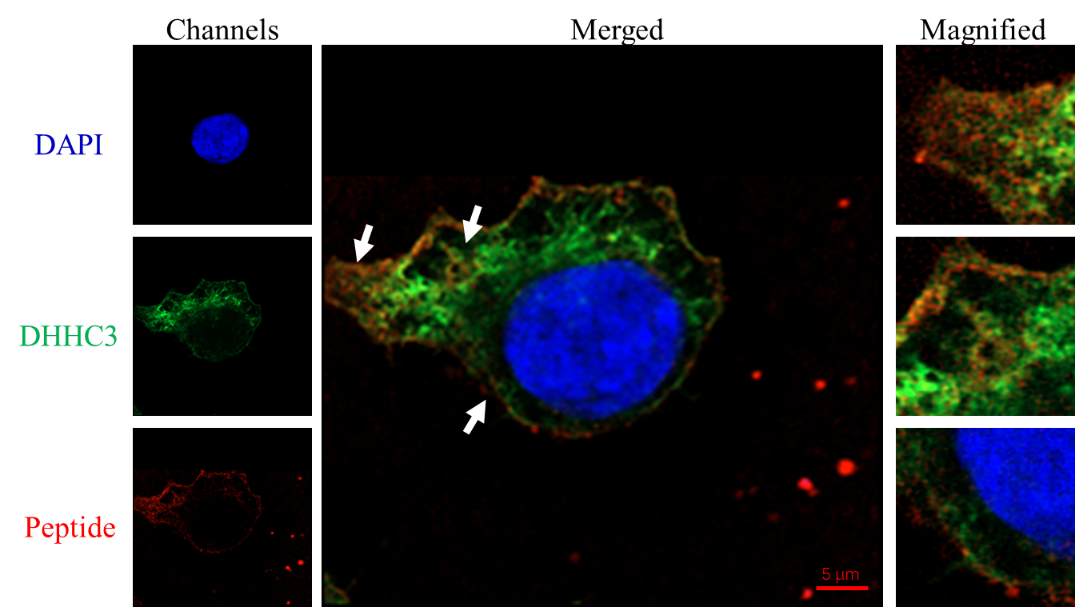 Channels
Merged
Magnified
DAPI
DHHC3
Peptide
5 μm